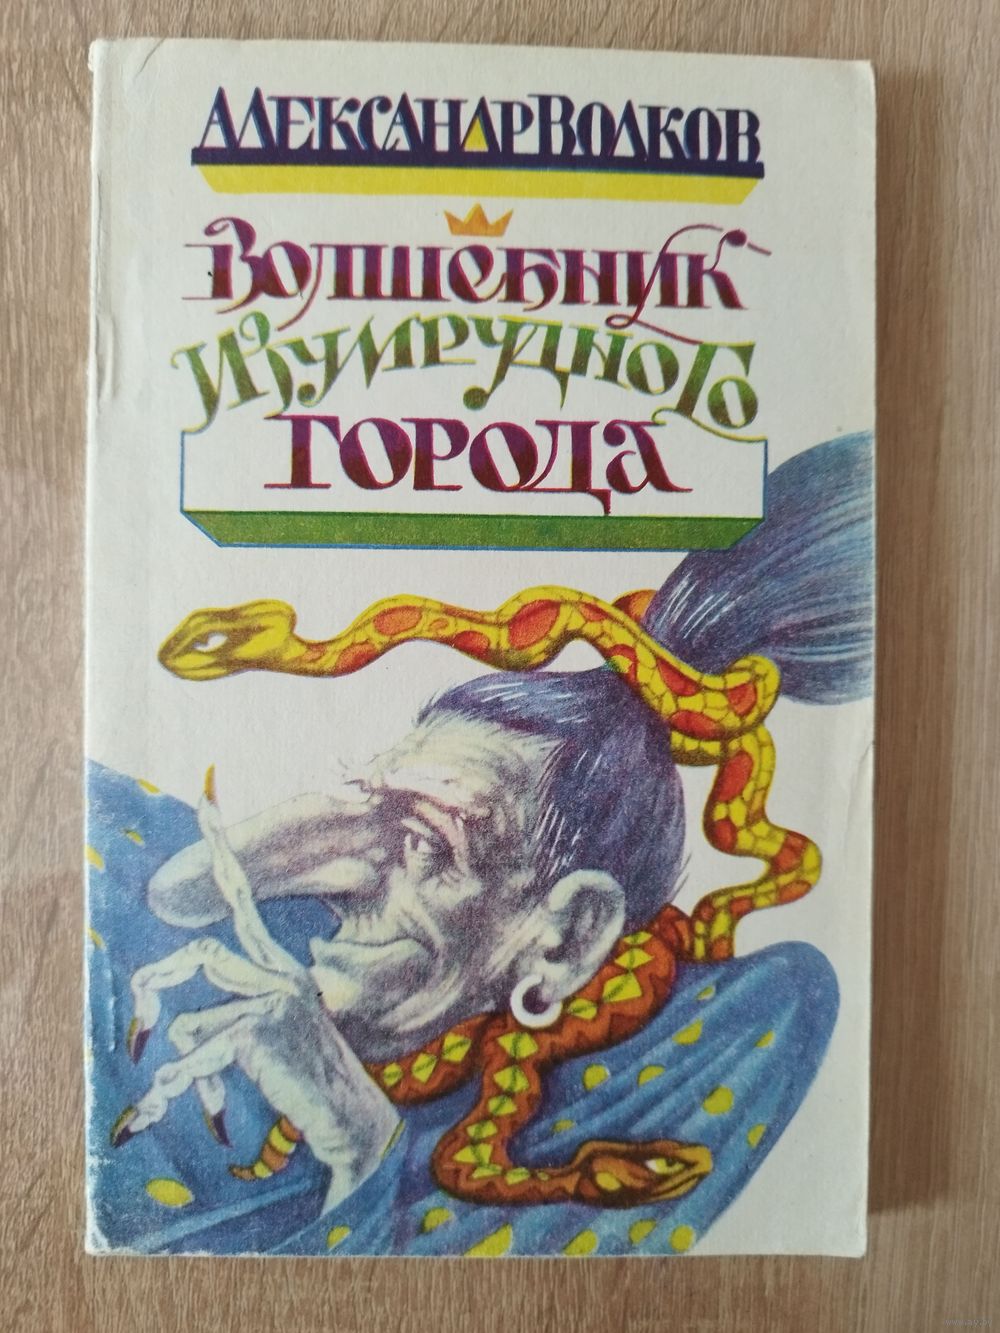 Александр Волков
Волшебник
Изумрудного
города